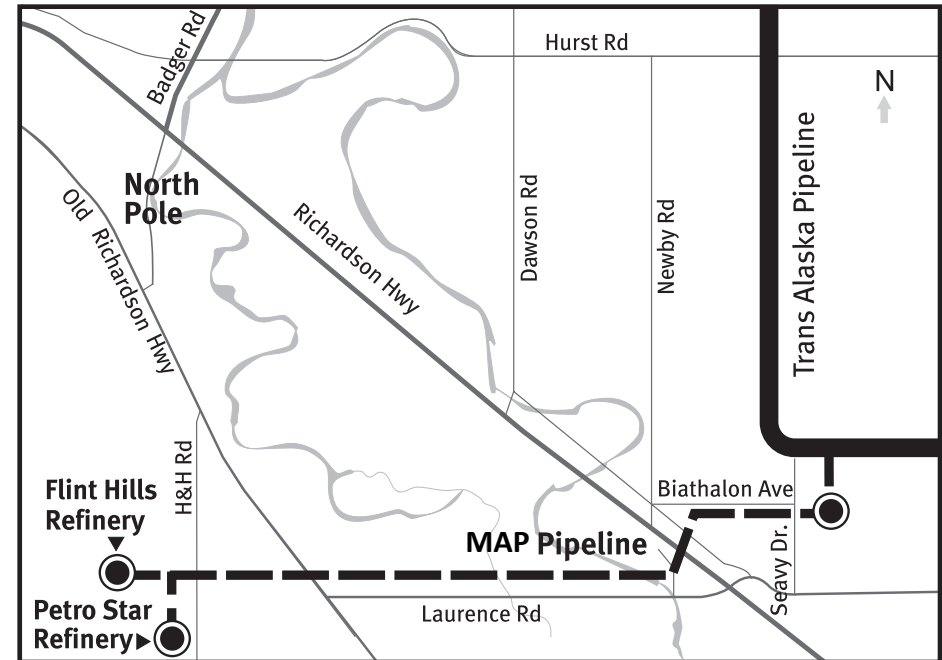 Hurst Rd
Badger Rd
N
Trans Alaska Pipeline
North
Pole
Old Richardson Hwy
Richardson Hwy
Dawson Rd
Newby Rd
H&H Rd
Flint Hills
Refinery
Biathalon Ave
MAP Pipeline
Seavy Dr.
Petro Star
Refinery
Laurence Rd